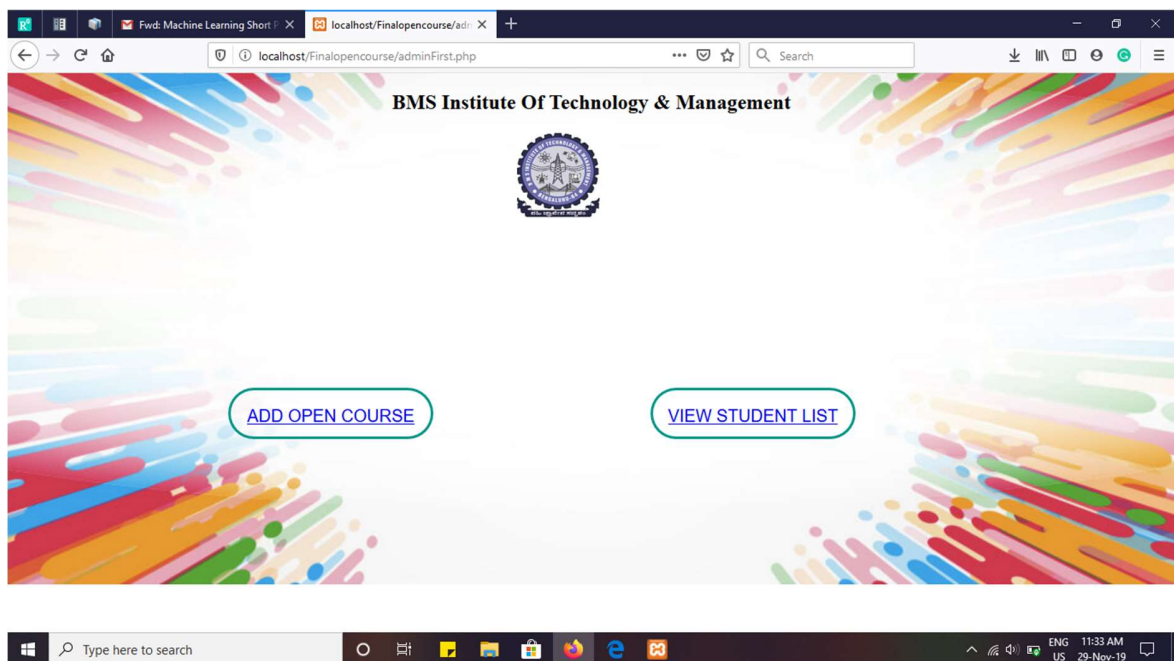 Fwd: Machine Learning Short P
localhost/Finalopencourse/adm
localhost/Finalopencourse/adminFirst.php
Search
BMS Institute Of Technology & Management
ADD OPEN COURSE
VIEW STUDENT LIST
Type here to search
ENG 11:33 AM
US 29-Nov-19